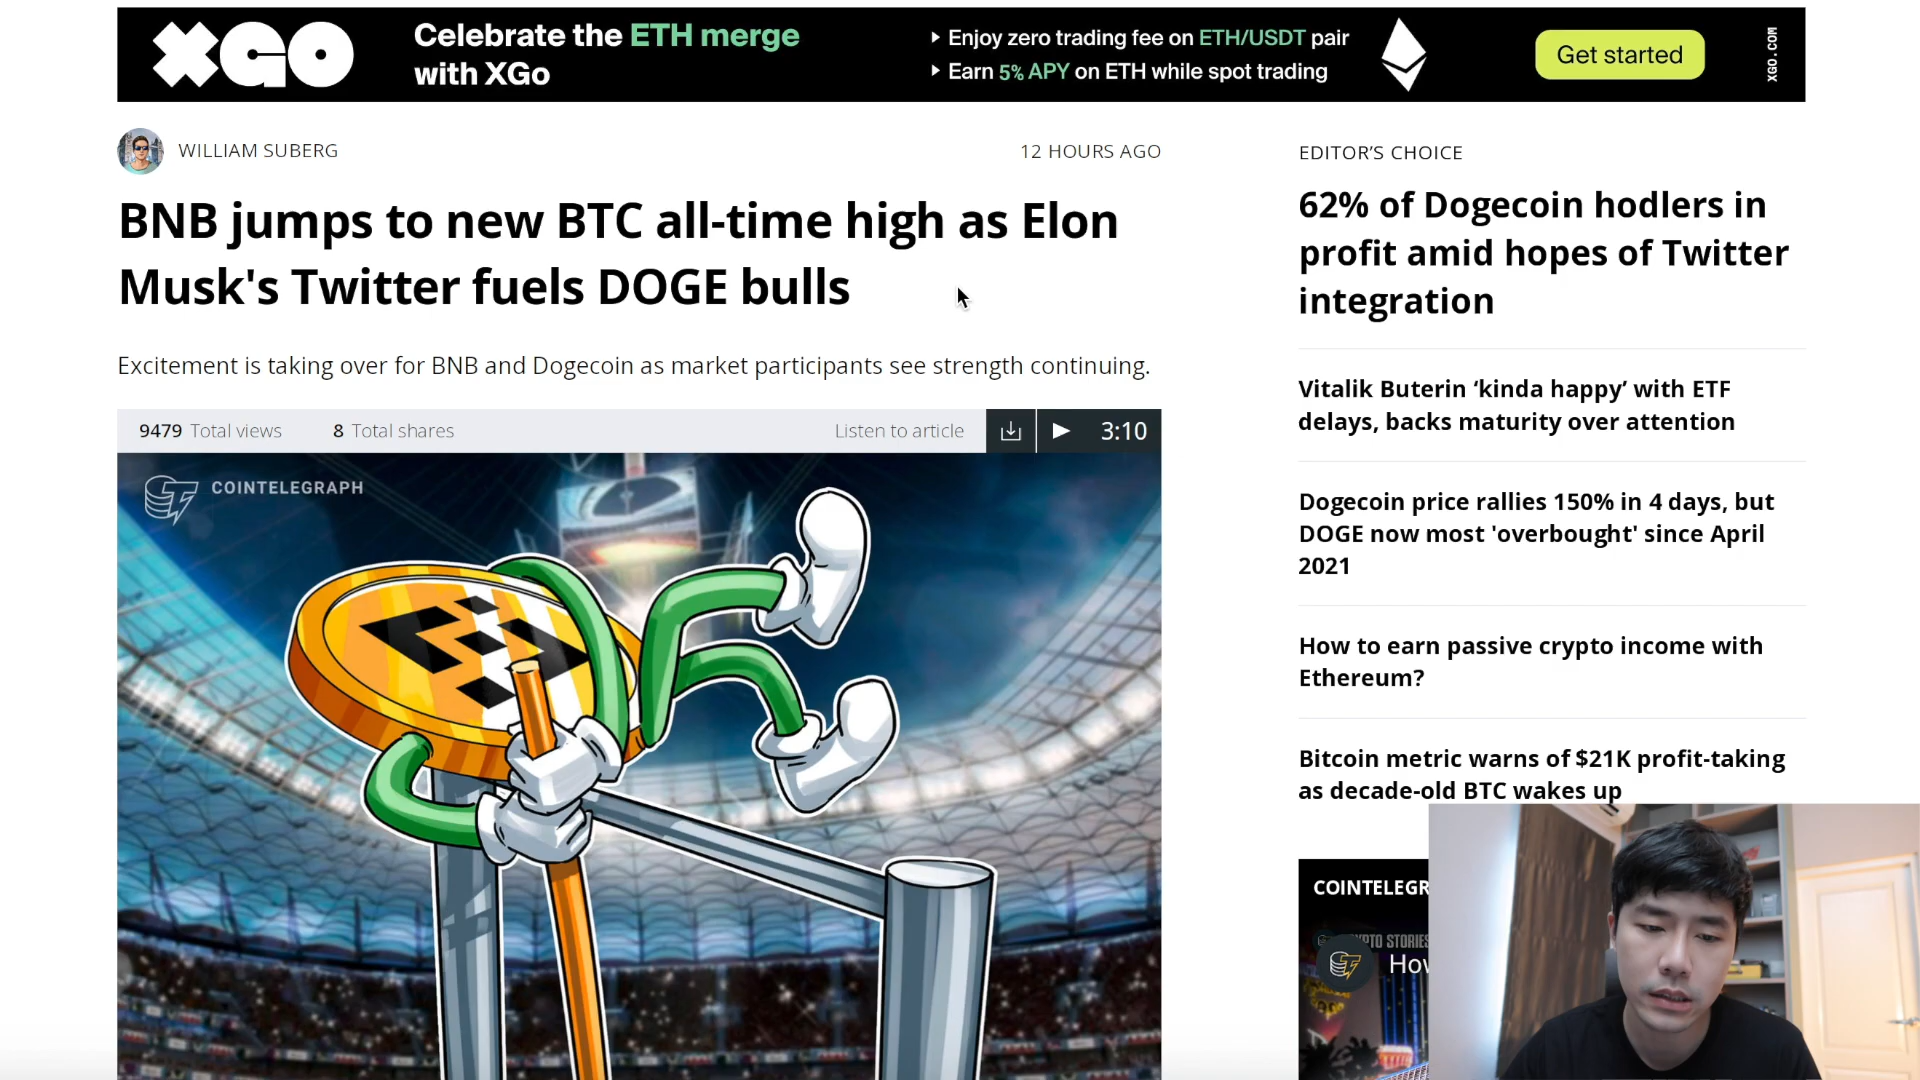 XGO
Celebrate the ETH merge
with XGo
Enjoy zero trading fee on ETH/USDT pair
Earn 5% APY on ETH while spot trading
Get started
XGO.COM
WILLIAM SUBERG
12 HOURS AGO
BNB jumps to new BTC all-time high as Elon
Musk's Twitter fuels DOGE bulls
Excitement is taking over for BNB and Dogecoin as market participants see strength continuing.
9479 Total views
8 Total shares
Listen to article
3:10
COINTELEGRAPH
EDITOR’S CHOICE
62% of Dogecoin hodlers in
profit amid hopes of Twitter
integration
Vitalik Buterin ‘kinda happy’ with ETF
delays, backs maturity over attention
Dogecoin price rallies 150% in 4 days, but
DOGE now most 'overbought' since April
2021
How to earn passive crypto income with
Ethereum?
Bitcoin metric warns of $21K profit-taking
as decade-old BTC wakes up
COINTELEGR
PTO STORIES
How